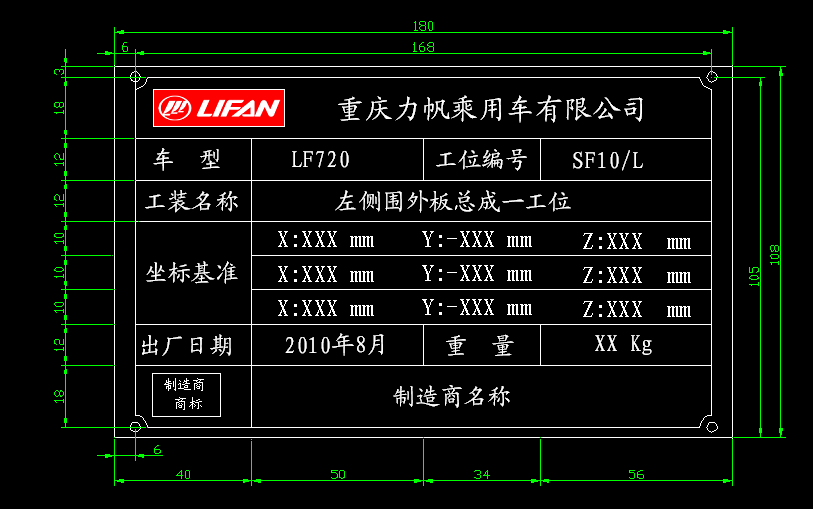 180
6 168
3
18
LIFAN 重庆力帆乘用车有限公司
12 车 型 LF720 工位编号 SF10/L
12 工装名称 左侧围外板总成一工位
10 X:XXX mm Y:-XXX mm Z:XXX mm
10 坐标基准 X:XXX mm Y:-XXX mm Z:XXX mm
105 108
10 X:XXX mm Y:-XXX mm Z:XXX mm
12 出厂日期 2010年8月 重 量 XX Kg
18 制造商
商标
制造商名称
6
40 50 34 56